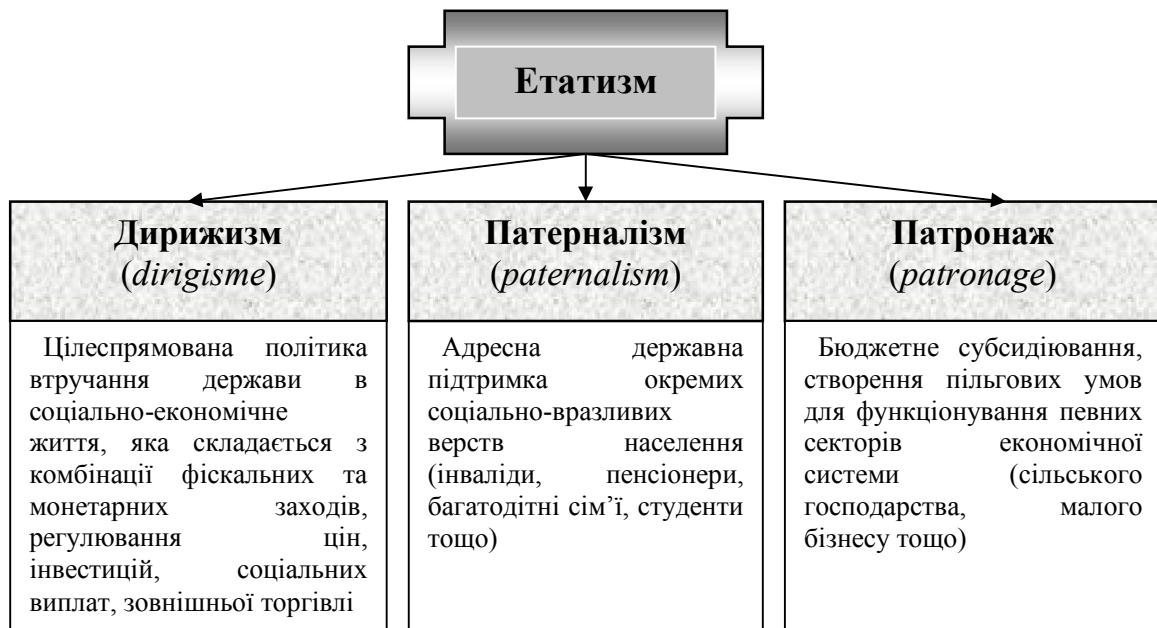 Етатизм
Дирижизм
(dirigisme)
Цілеспрямована політика
втручання держави в
соціально-економічне
життя, яка складається з
комбінації фіскальних та
монетарних заходів,
регулювання цін,
інвестицій, соціальних
виплат, зовнішньої торгівлі
Патерналізм
(paternalism)
Адресна державна
підтримка окремих
соціально-вразливих
верств населення
(інваліди, пенсіонери,
багатодітні сім’ї, студенти
тощо)
Патронаж
(patronage)
Бюджетне субсидіювання,
створення пільгових умов
для функціонування певних
секторів економічної
системи (сільського
господарства, малого
бізнесу тощо)